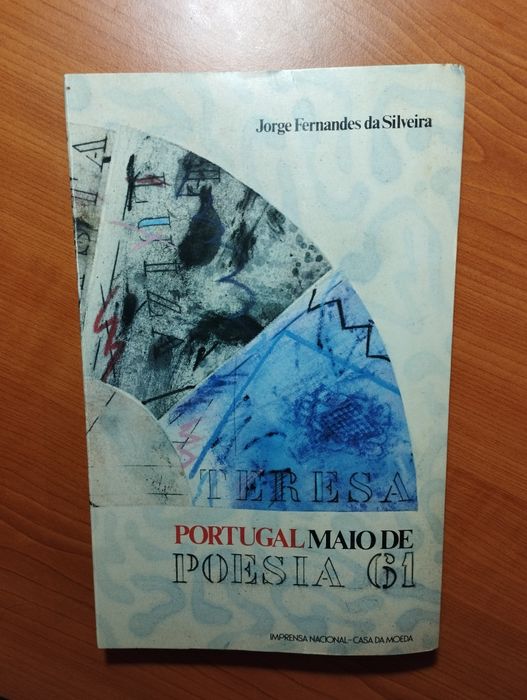 Jorge Fernandes da Silveira
TERESA
PORTUGAL MAIO DE
POESIA 61
IMPRENSA NACIONAL-CASA DA MOEDA